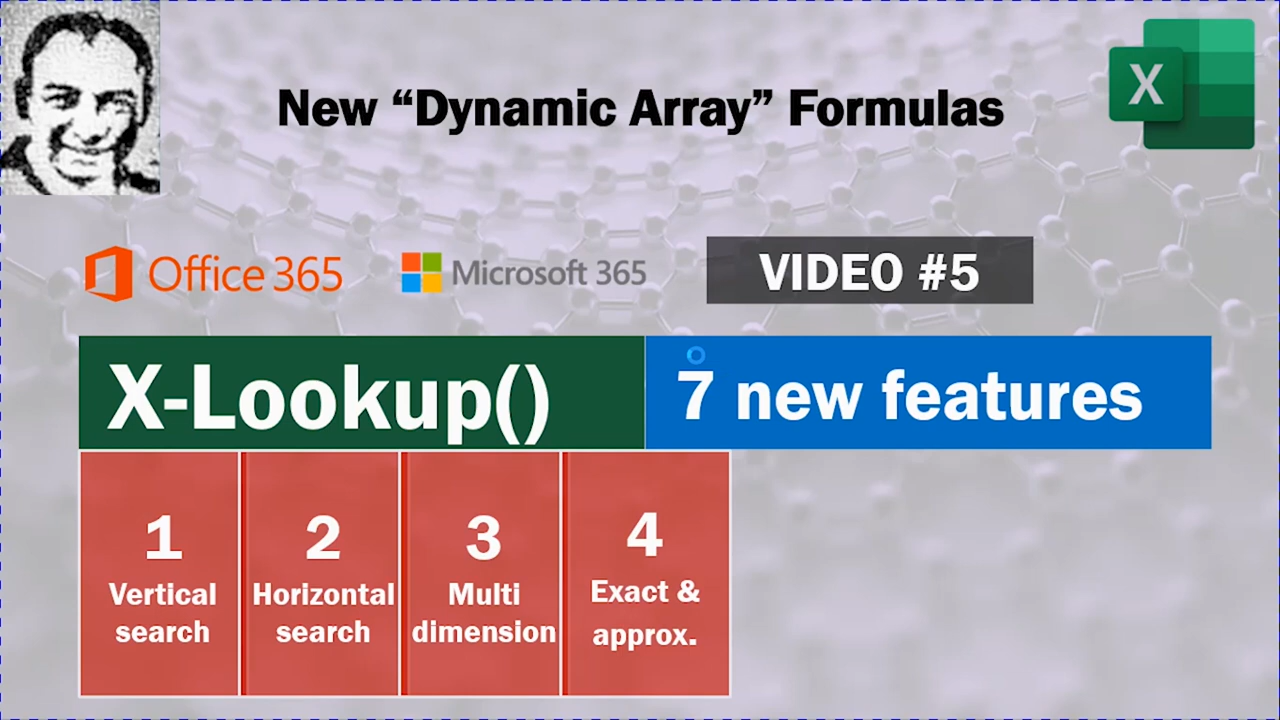 New “Dynamic Array” Formulas
X
Office 365
Microsoft 365
VIDEO #5
X-Lookup()
7 new features
1
Vertical
search
2
Horizontal
search
3
Multi
dimension
4
Exact &
approx.